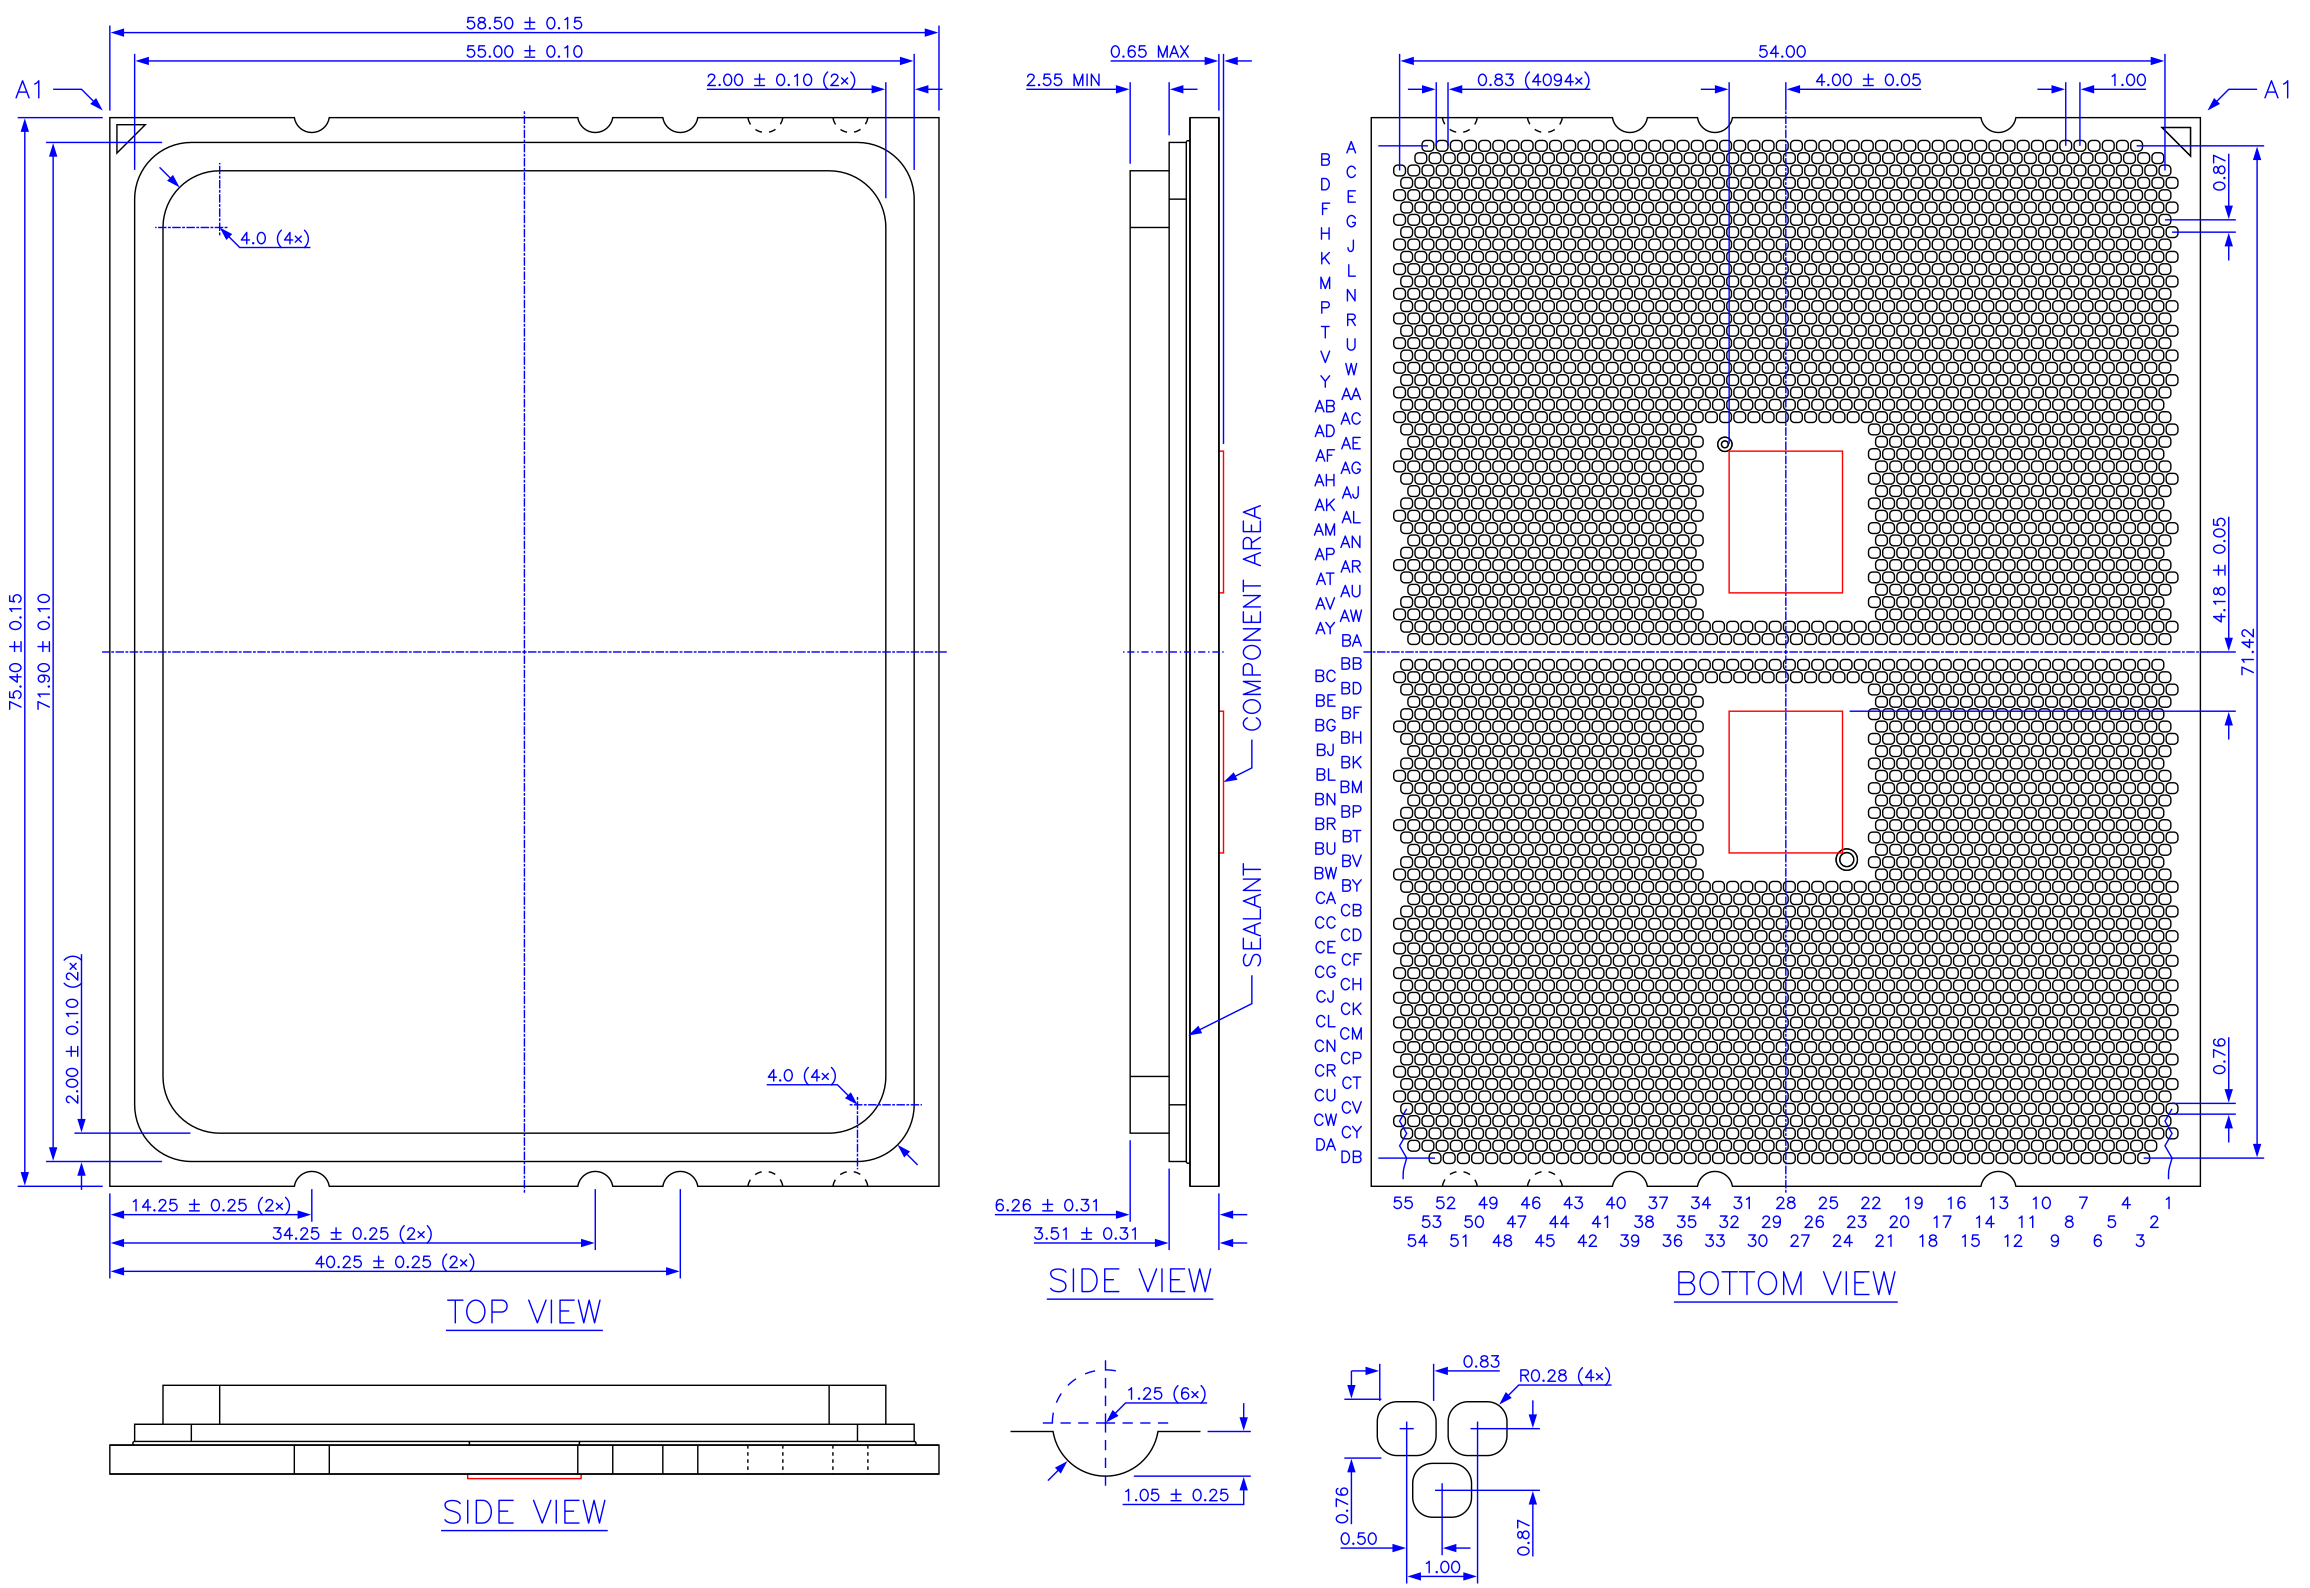 58.50 ± 0.15
55.00 ± 0.10
2.00 ± 0.10 (2×)
A1
4.0 (4×)
75.40 ± 0.15
71.90 ± 0.10
2.00 ± 0.10 (2×)
4.0 (4×)
14.25 ± 0.25 (2×)
34.25 ± 0.25 (2×)
40.25 ± 0.25 (2×)
TOP VIEW
0.65 MAX
2.55 MIN
COMPONENT AREA
SEALANT
6.26 ± 0.31
3.51 ± 0.31
SIDE VIEW
54.00
0.83 (4094×)
4.00 ± 0.05
1.00
A1
A
B
C
D
E
F
G
H
J
K
L
M
N
P
R
T
U
V
W
Y
AA
AB
AC
AD
AE
AF
AG
AH
AJ
AK
AL
AM
AN
AP
AR
AT
AU
AV
AW
AY
BA
BB
BC
BD
BE
BF
BG
BH
BJ
BK
BL
BM
BN
BP
BR
BT
BU
BV
BW
BY
CA
CB
CC
CD
CE
CF
CG
CH
CJ
CK
CL
CM
CN
CP
CR
CT
CU
CV
CW
CY
DA
DB
0.87
4.18 ± 0.05
71.42
0.76
55 52 49 46 43 40 37 34 31 28 25 22 19 16 13 10 7 4 1
53 50 47 44 41 38 35 32 29 26 23 20 17 14 11 8 5 2
54 51 48 45 42 39 36 33 30 27 24 21 18 15 12 9 6 3
BOTTOM VIEW
SIDE VIEW
1.25 (6×)
1.05 ± 0.25
0.83
R0.28 (4×)
0.76
0.50
1.00
0.87